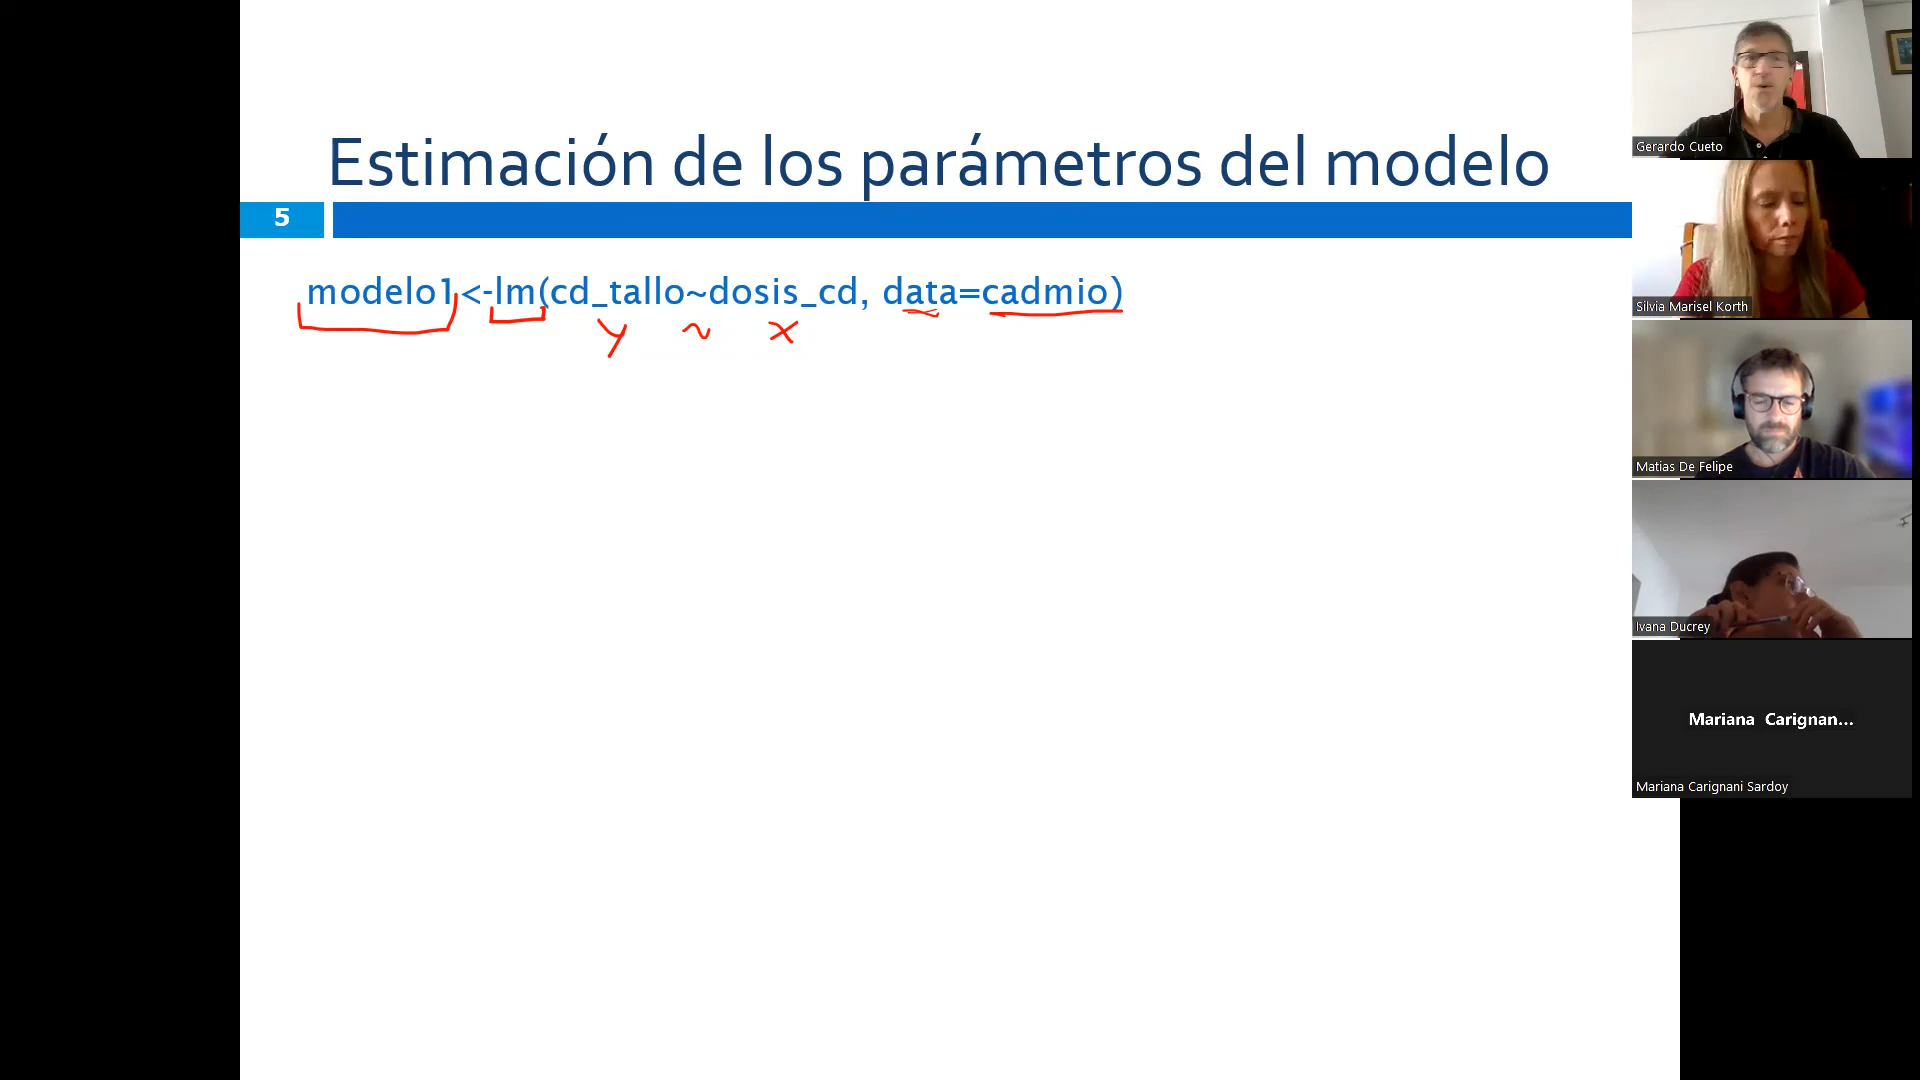 Estimación de los parámetros del modelo
5
modelo1<-lm(cd_tallo~dosis_cd, data=cadmio)
y ~ x
Gerardo Cueto
Silvia Marisel Korth
Matias De Felipe
Ivana Ducrey
Mariana Carignan...
Mariana Carignani Sardoy